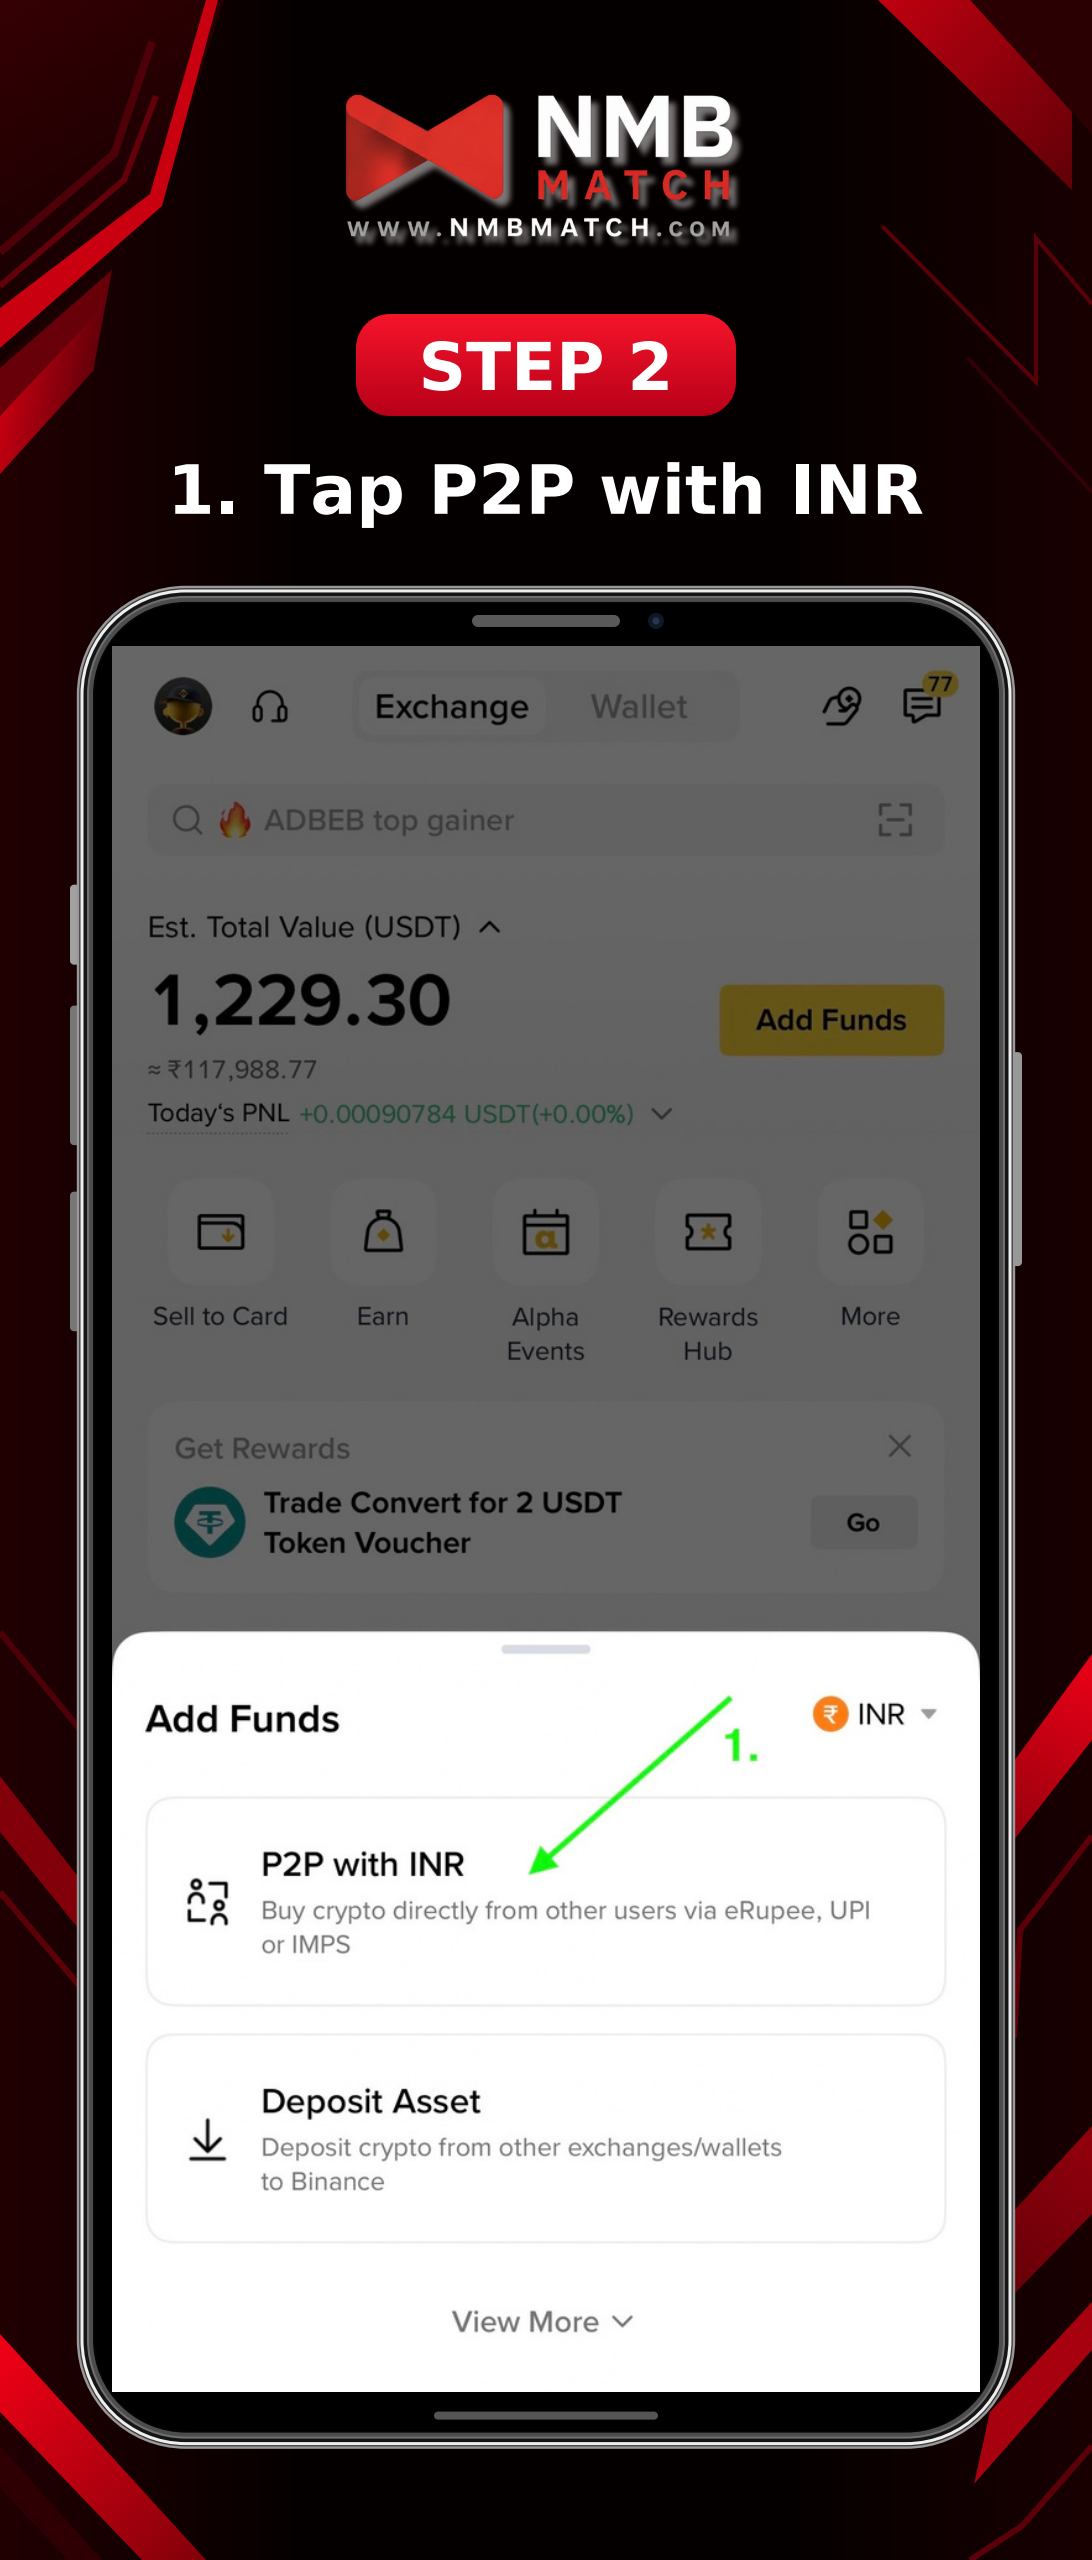 NMB
MATCH
www.NMBMATCH.com
STEP 2
1. Tap P2P with INR
Exchange
Wallet
77
ADBEB top gainer
Est. Total Value (USDT)
1,229.30
Add Funds
≈ ₹117,988.77
Today‘s PNL +0.00090784 USDT(+0.00%)
Sell to Card
Earn
Alpha
Events
Rewards
Hub
More
Get Rewards
Trade Convert for 2 USDT
Token Voucher
Go
Add Funds
₹ INR
1.
P2P with INR
Buy crypto directly from other users via eRupee, UPI
or IMPS
Deposit Asset
Deposit crypto from other exchanges/wallets
to Binance
View More